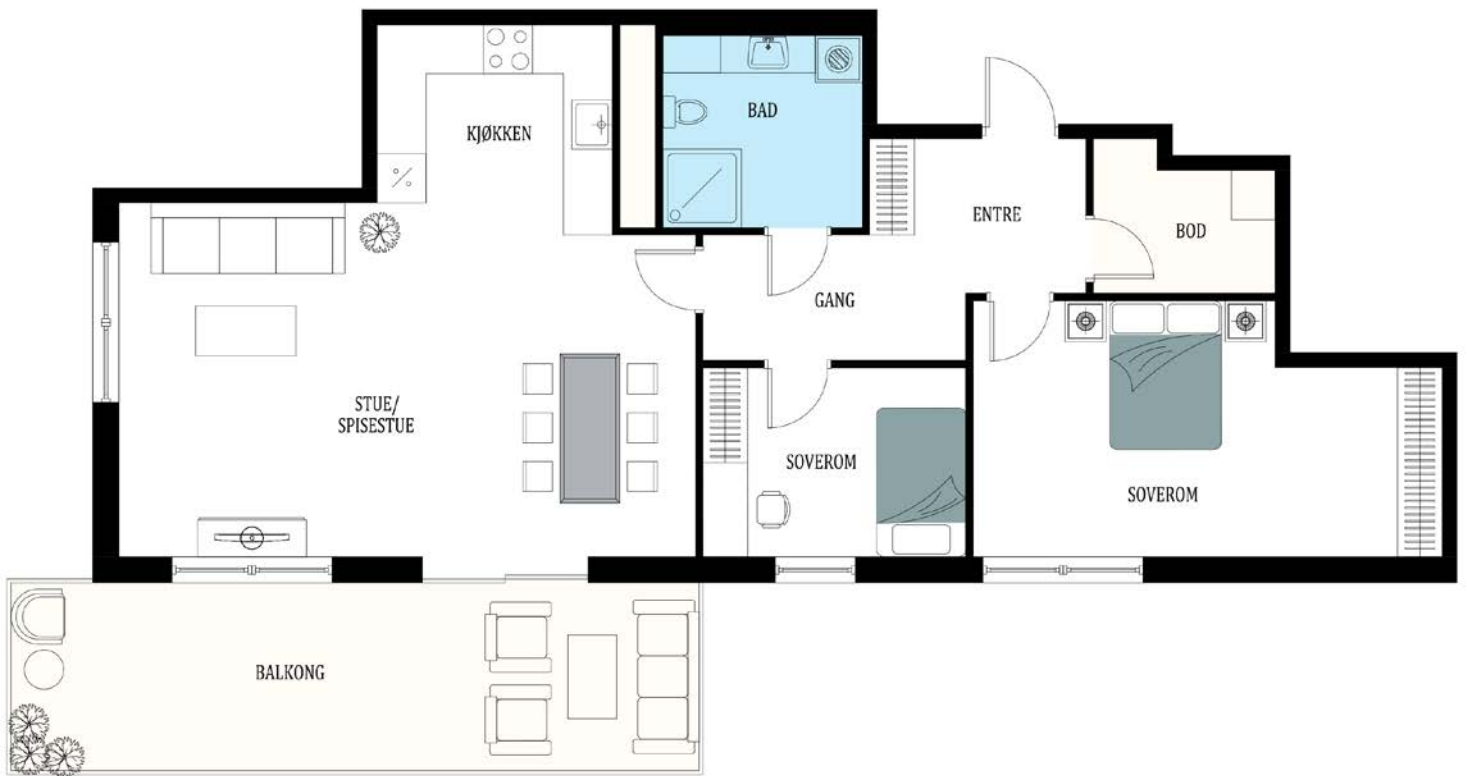 KJØKKEN
BAD
ENTRE
BOD
GANG
STUE/
SPISESTUE
SOVEROM
SOVEROM
BALKONG